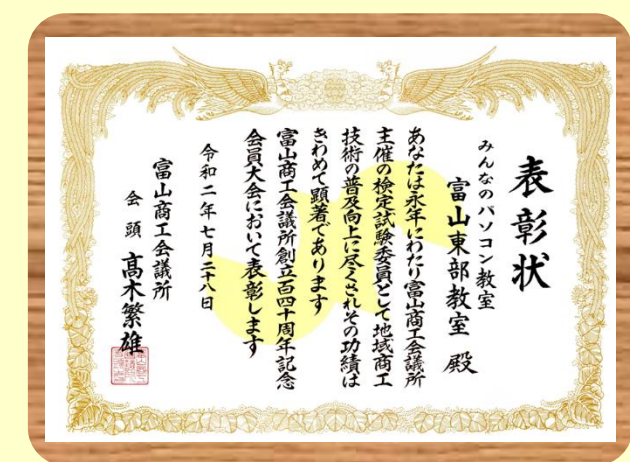 表彰状
みんなのパソコン教室
富山東部教室 殿
あなたは永年にわたり富山商工会議所
主催の検定試験委員として地域商工
技術の普及向上に尽くされその功績は
きわめて顕著であります
富山商工会議所創立百四十周年記念
会員大会において表彰します
令和二年七月二十八日
富山商工会議所
会頭 髙木繁雄